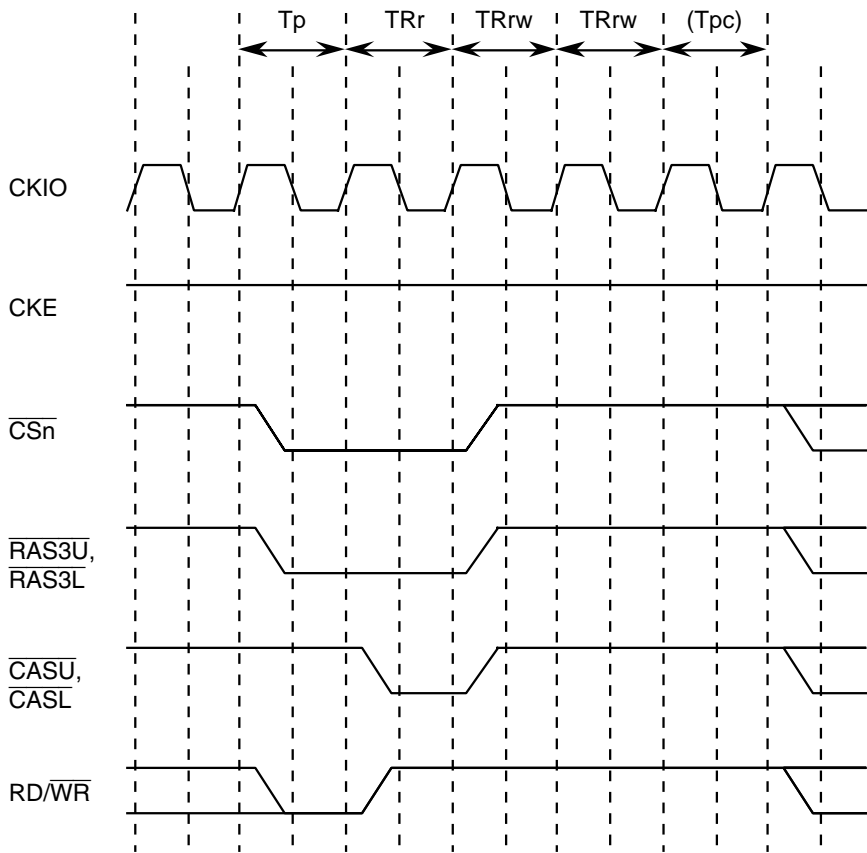 Tp TRr TRrw TRrw (Tpc)
CKIO
CKE
CSn
RAS3U,
RAS3L
CASU,
CASL
RD/WR